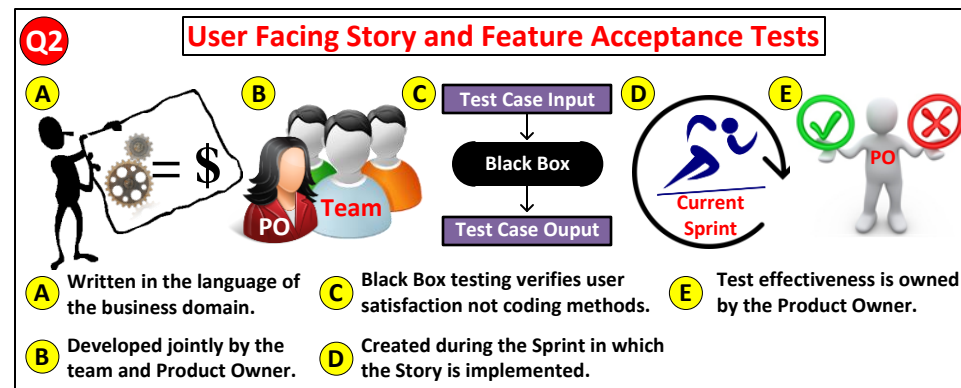 Q2
User Facing Story and Feature Acceptance Tests
A
= $
B
PO
Team
C
Test Case Input
Black Box
Test Case Ouput
D
Current
Sprint
E
PO
A Written in the language of
the business domain.
B Developed jointly by the
team and Product Owner.
C Black Box testing verifies user
satisfaction not coding methods.
D Created during the Sprint in which
the Story is implemented.
E Test effectiveness is owned
by the Product Owner.